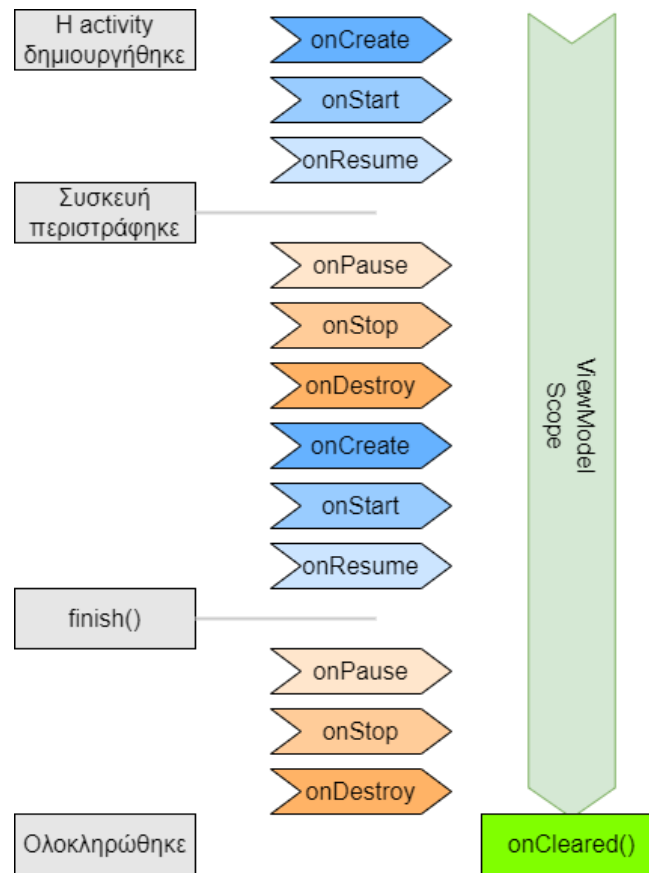 Η activity
δημιουργήθηκε
onCreate
onStart
onResume
Συσκευή
περιστράφηκε
onPause
onStop
onDestroy
onCreate
onStart
onResume
finish()
onPause
onStop
onDestroy
Ολοκληρώθηκε
ViewModel
Scope
onCleared()